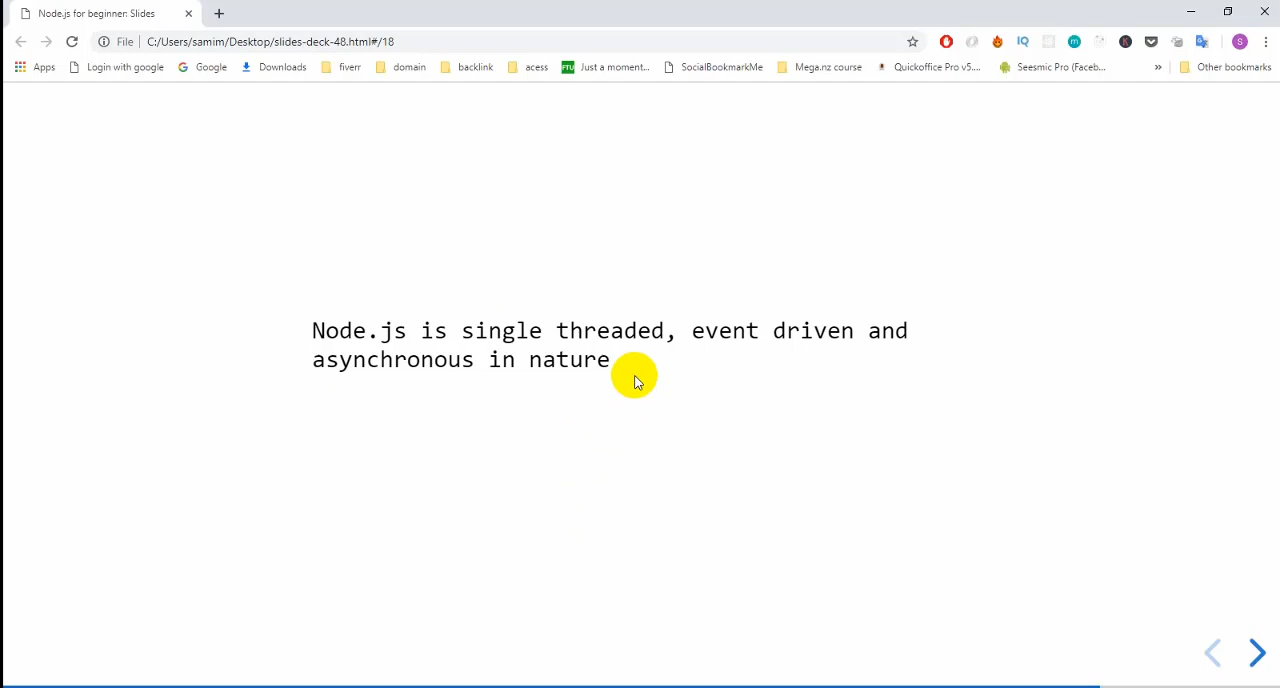 Node.js for beginner: Slides
File
C:/Users/samim/Desktop/slides-deck-48.html#/18
IQ
m
K
S
Apps
Login with google
Google
Downloads
fiverr
domain
backlink
acess
FTU
Just a moment...
SocialBookmarkMe
Mega.nz course
Quickoffice Pro v5....
Seesmic Pro (Faceb...
»
Other bookmarks
Node.js is single threaded, event driven and
asynchronous in nature